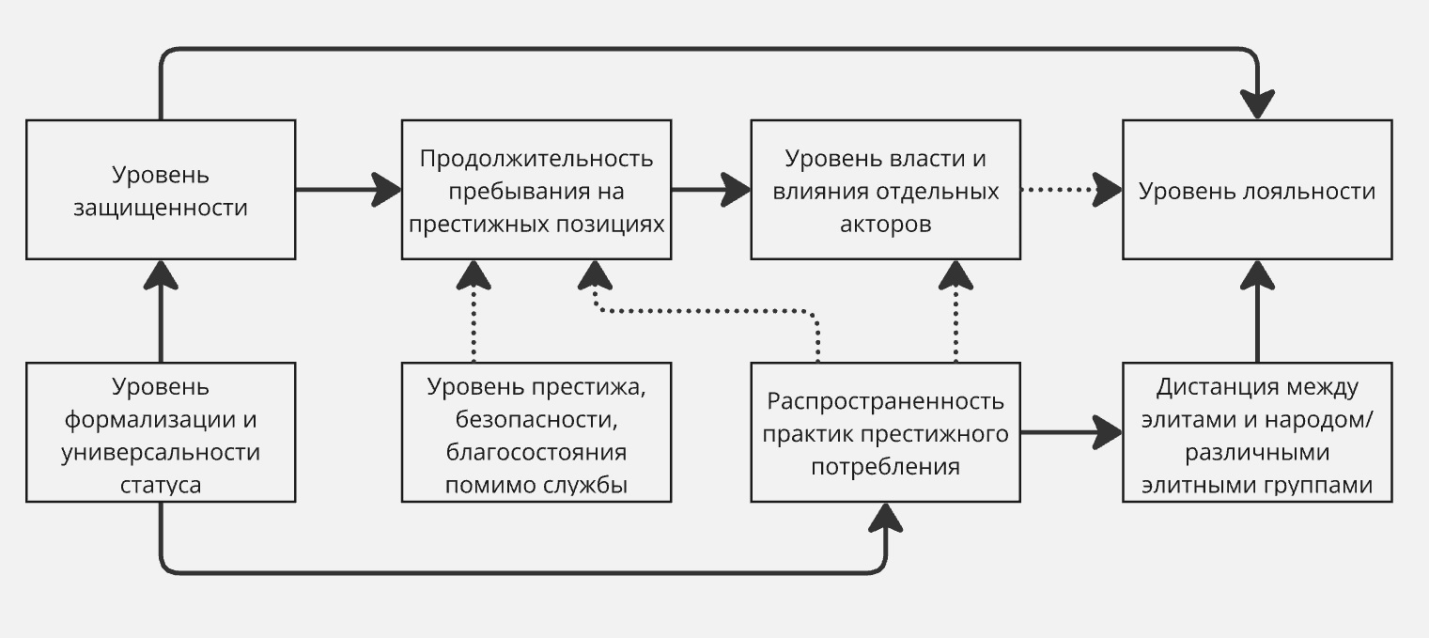 Уровень
защищенности
Продолжительность
пребывания на
престижных позициях
Уровень власти и
влияния отдельных
акторов
Уровень лояльности
Уровень
формализации и
универсальности
статуса
Уровень престижа,
безопасности,
благосостояния
помимо службы
Распространенность
практик престижного
потребления
Дистанция между
элитами и народом/
различными
элитными группами